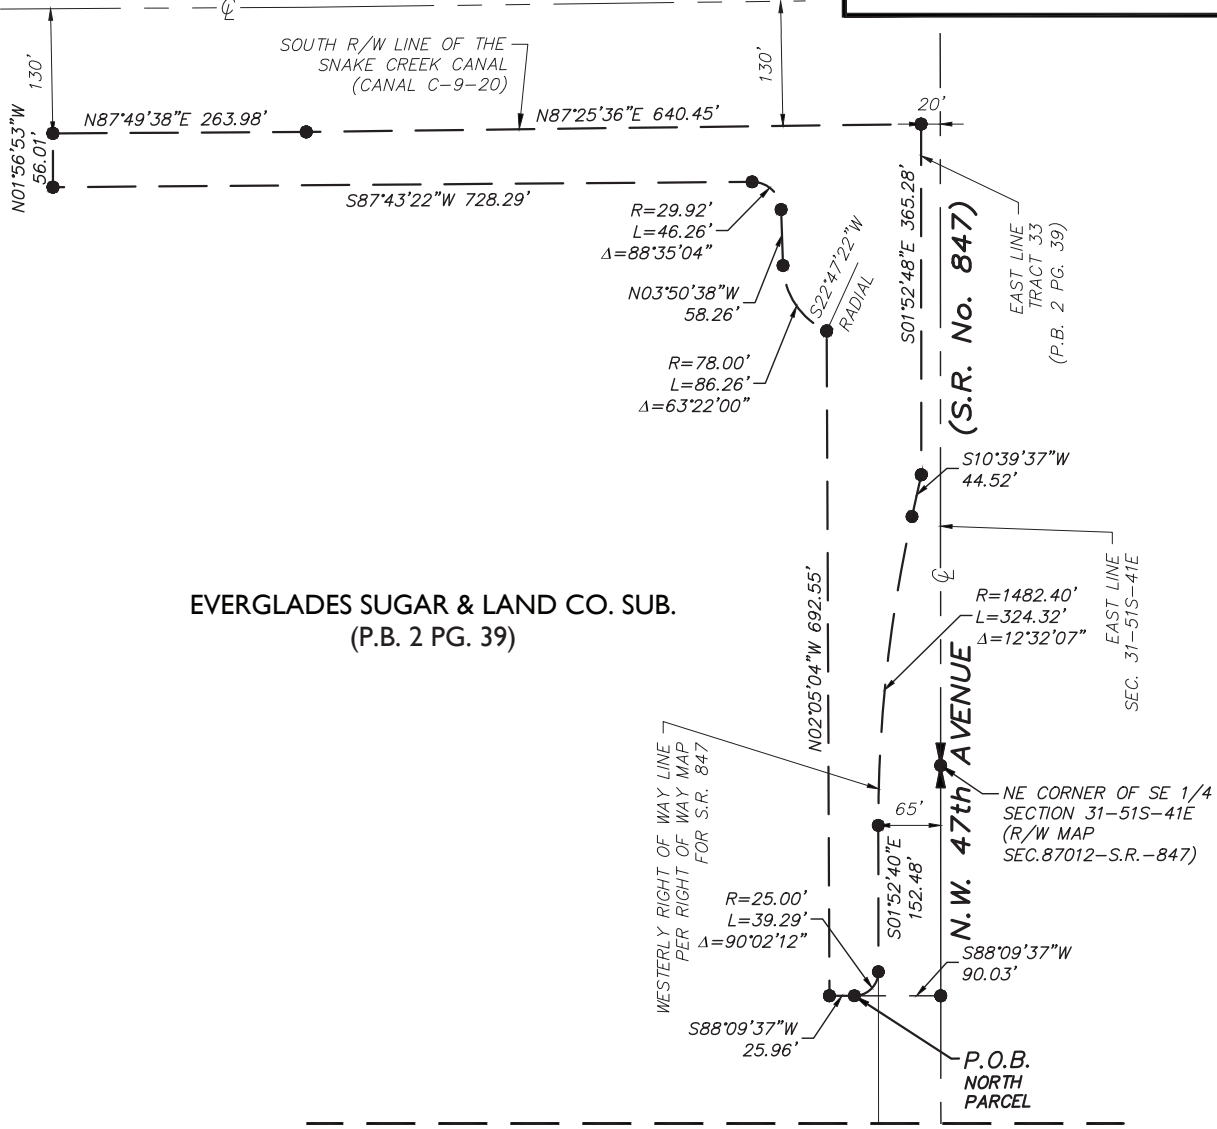 ℄
SOUTH R/W LINE OF THE
SNAKE CREEK CANAL
(CANAL C-9-20)
130'
130'
20'
N87°49'38"E 263.98'
N87°25'36"E 640.45'
N01°56'53"W
56.01'
S87°43'22"W 728.29'
R=29.92'
L=46.26'
Δ=88°35'04"
N03°50'38"W
58.26'
S22°47'22"W
RADIAL
R=78.00'
L=86.26'
Δ=63°22'00"
S01°52'48"E 365.28'
EAST LINE
TRACT 33
(P.B. 2 PG. 39)
(S.R. No. 847)
S10°39'37"W
44.52'
℄
EAST LINE
SEC. 31-51S-41E
R=1482.40'
L=324.32'
Δ=12°32'07"
EVERGLADES SUGAR & LAND CO. SUB.
(P.B. 2 PG. 39)
N02°05'04"W 692.55'
WESTERLY RIGHT OF WAY LINE
PER RIGHT OF WAY MAP
FOR S.R. 847
N.W. 47th AVENUE
NE CORNER OF SE 1/4
SECTION 31-51S-41E
(R/W MAP
SEC.87012-S.R.-847)
65'
S01°52'40"E
152.48'
R=25.00'
L=39.29'
Δ=90°02'12"
S88°09'37"W
90.03'
S88°09'37"W
25.96'
P.O.B.
NORTH
PARCEL